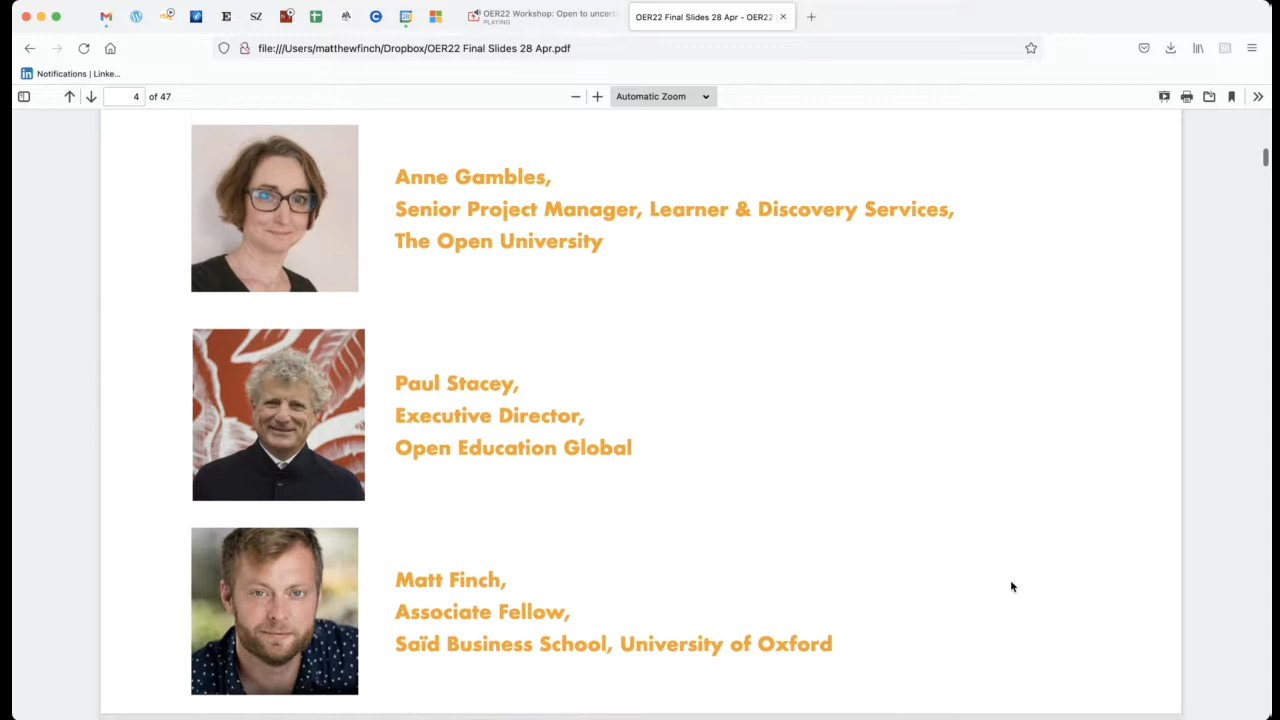 OER22 Workshop: Open to uncerta
PLAYING
OER22 Final Slides 28 Apr - OER22
file:///Users/matthewfinch/Dropbox/OER22 Final Slides 28 Apr.pdf
in Notifications | Linke...
4 of 47
Automatic Zoom
Anne Gambles,
Senior Project Manager, Learner & Discovery Services,
The Open University
Paul Stacey,
Executive Director,
Open Education Global
Matt Finch,
Associate Fellow,
Saïd Business School, University of Oxford